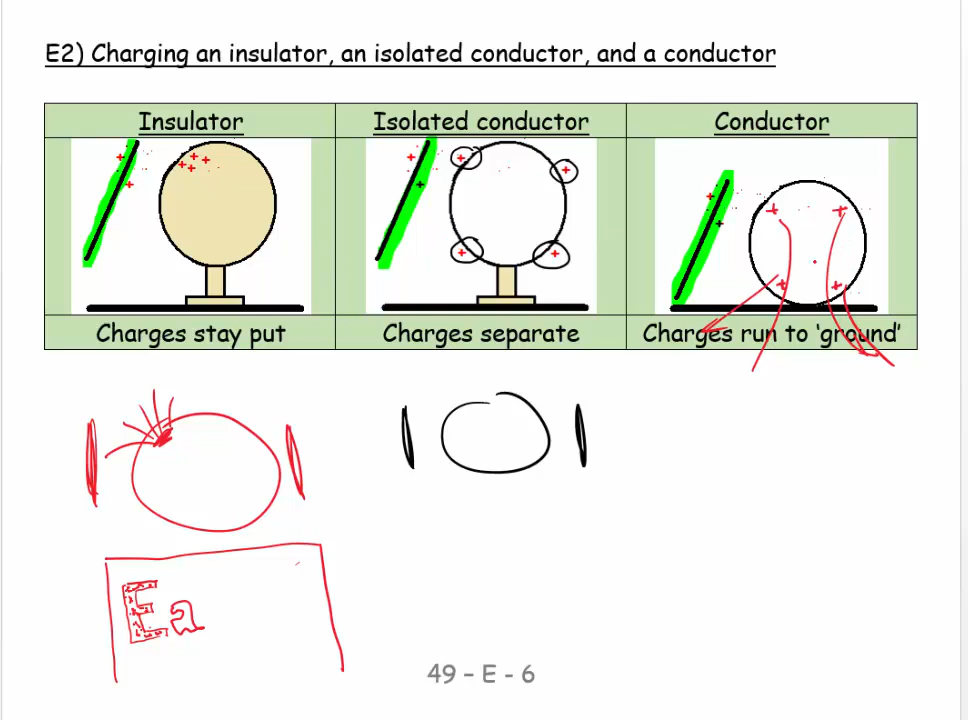 E2) Charging an insulator, an isolated conductor, and a conductor
Insulator Isolated conductor Conductor
Charges stay put Charges separate Charges run to ‘ground’
Ea
49 – E - 6